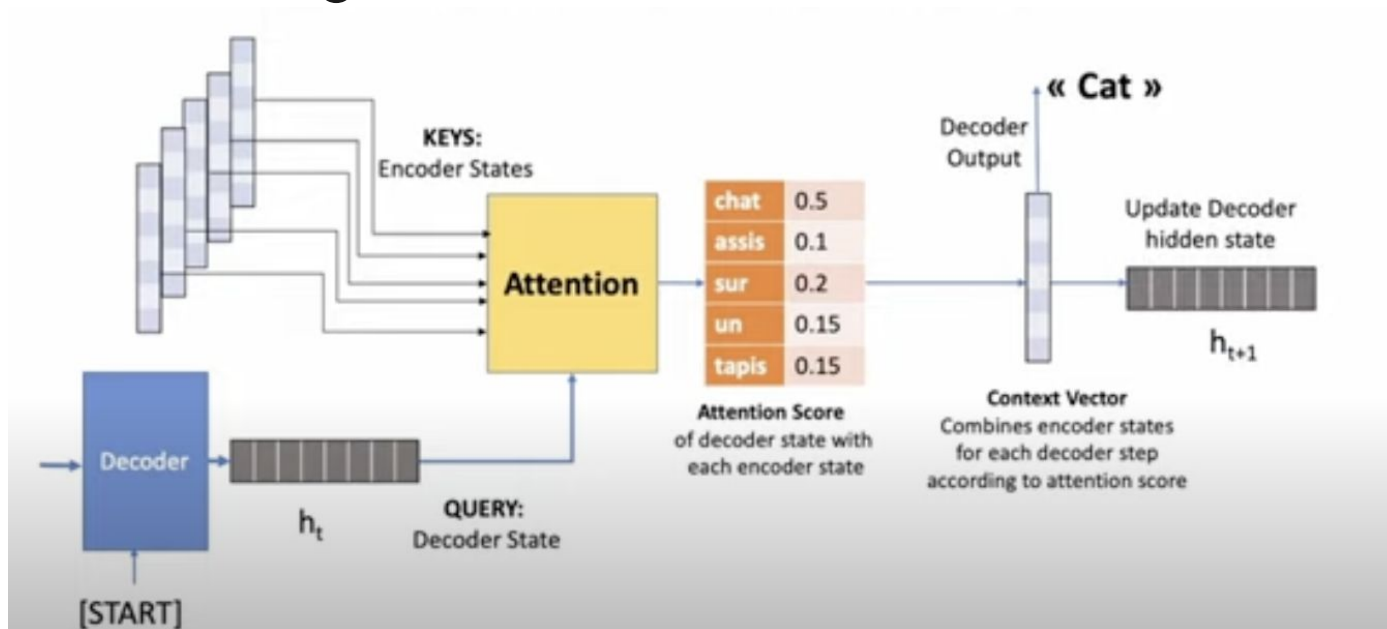 « Cat »
Decoder
Output
KEYS:
Encoder States
Attention
chat 0.5
assis 0.1
sur 0.2
un 0.15
tapis 0.15
Update Decoder
hidden state
h_{t+1}
Attention Score
of decoder state with
each encoder state
Context Vector
Combines encoder states
for each decoder step
according to attention score
Decoder
h_t
QUERY:
Decoder State
[START]